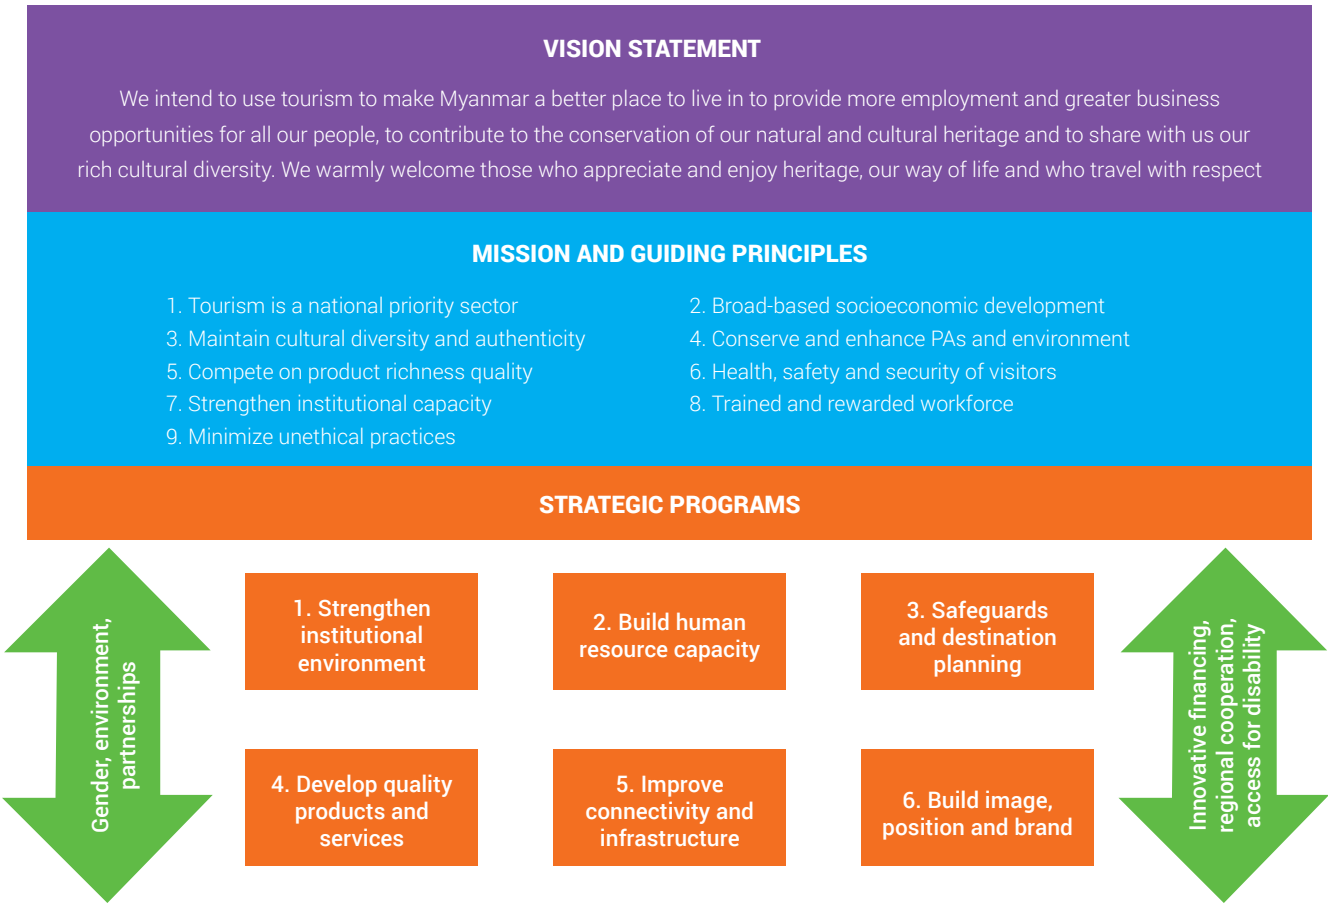 VISION STATEMENT
We intend to use tourism to make Myanmar a better place to live in to provide more employment and greater business
opportunities for all our people, to contribute to the conservation of our natural and cultural heritage and to share with us our
rich cultural diversity. We warmly welcome those who appreciate and enjoy heritage, our way of life and who travel with respect
MISSION AND GUIDING PRINCIPLES
1. Tourism is a national priority sector
2. Broad-based socioeconomic development
3. Maintain cultural diversity and authenticity
4. Conserve and enhance PAs and environment
5. Compete on product richness quality
6. Health, safety and security of visitors
7. Strengthen institutional capacity
8. Trained and rewarded workforce
9. Minimize unethical practices
STRATEGIC PROGRAMS
Gender, environment,
partnerships
1. Strengthen
institutional
environment
2. Build human
resource capacity
3. Safeguards
and destination
planning
4. Develop quality
products and
services
5. Improve
connectivity and
infrastructure
6. Build image,
position and brand
Innovative financing,
regional cooperation,
access for disability